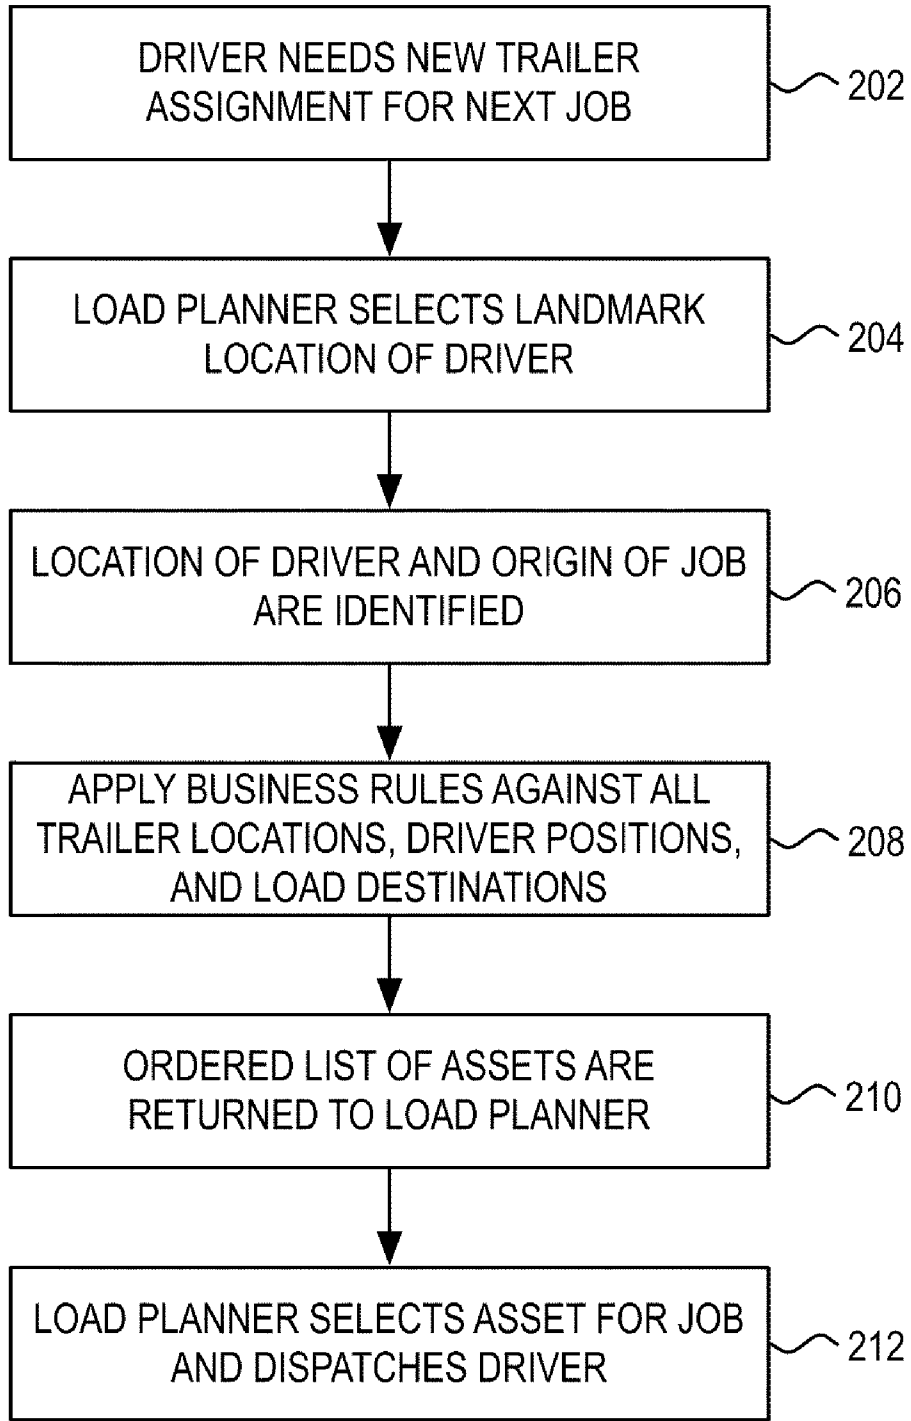 DRIVER NEEDS NEW TRAILER
ASSIGNMENT FOR NEXT JOB
202
LOAD PLANNER SELECTS LANDMARK
LOCATION OF DRIVER
204
LOCATION OF DRIVER AND ORIGIN OF JOB
ARE IDENTIFIED
206
APPLY BUSINESS RULES AGAINST ALL
TRAILER LOCATIONS, DRIVER POSITIONS,
AND LOAD DESTINATIONS
208
ORDERED LIST OF ASSETS ARE
RETURNED TO LOAD PLANNER
210
LOAD PLANNER SELECTS ASSET FOR JOB
AND DISPATCHES DRIVER
212